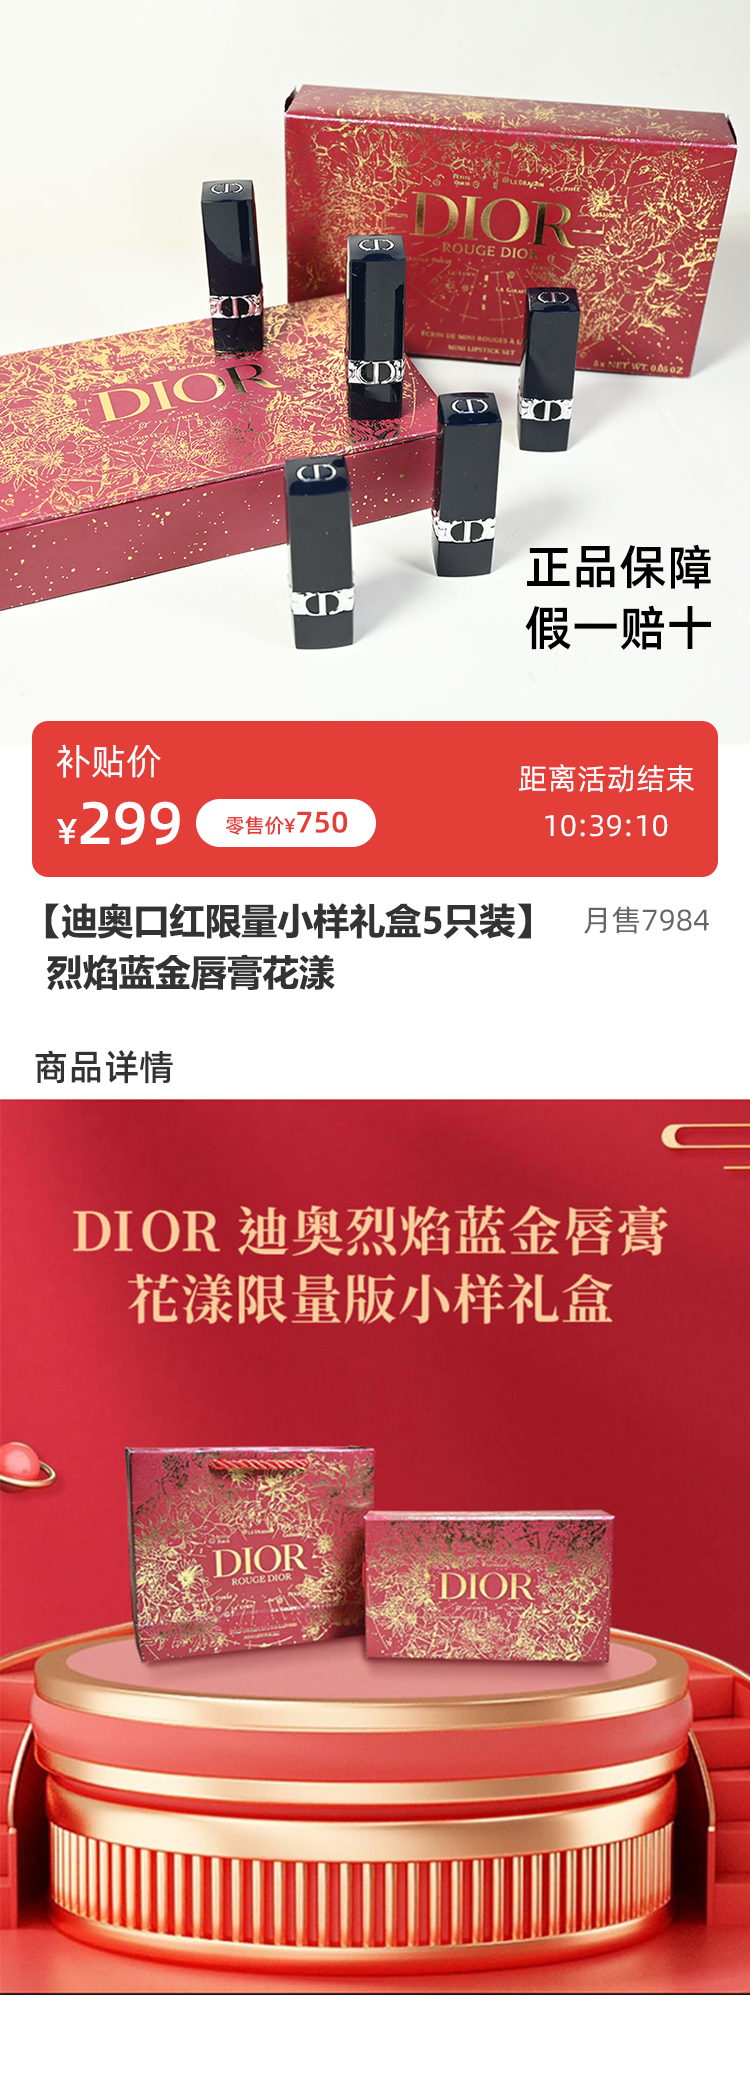 DIOR
ROUGE DIOR
ÉCRIN DE MINI ROUGES À L
MINI LIPSTICK SET
5 x NET WT. 0.05 OZ
DIOR
正品保障
假一赔十
补贴价
¥299 零售价¥750
距离活动结束
10:39:10
【迪奥口红限量小样礼盒5只装】
月售7984
烈焰蓝金唇膏花漾
商品详情
DIOR 迪奥烈焰蓝金唇膏
花漾限量版小样礼盒
DIOR
ROUGE DIOR
DIOR